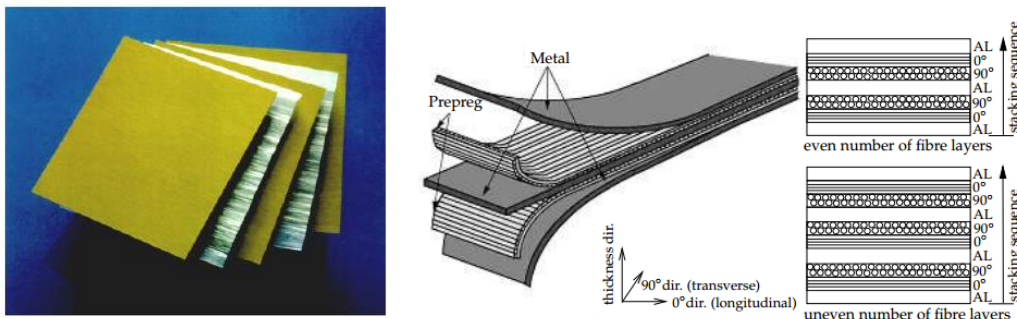 Metal
Prepreg
thickness dir.
90° dir. (transverse)
0° dir. (longitudinal)
AL
0°
90°
AL
90°
0°
AL
stacking sequence
even number of fibre layers
AL
0°
90°
AL
90°
0°
AL
90°
0°
AL
stacking sequence
uneven number of fibre layers